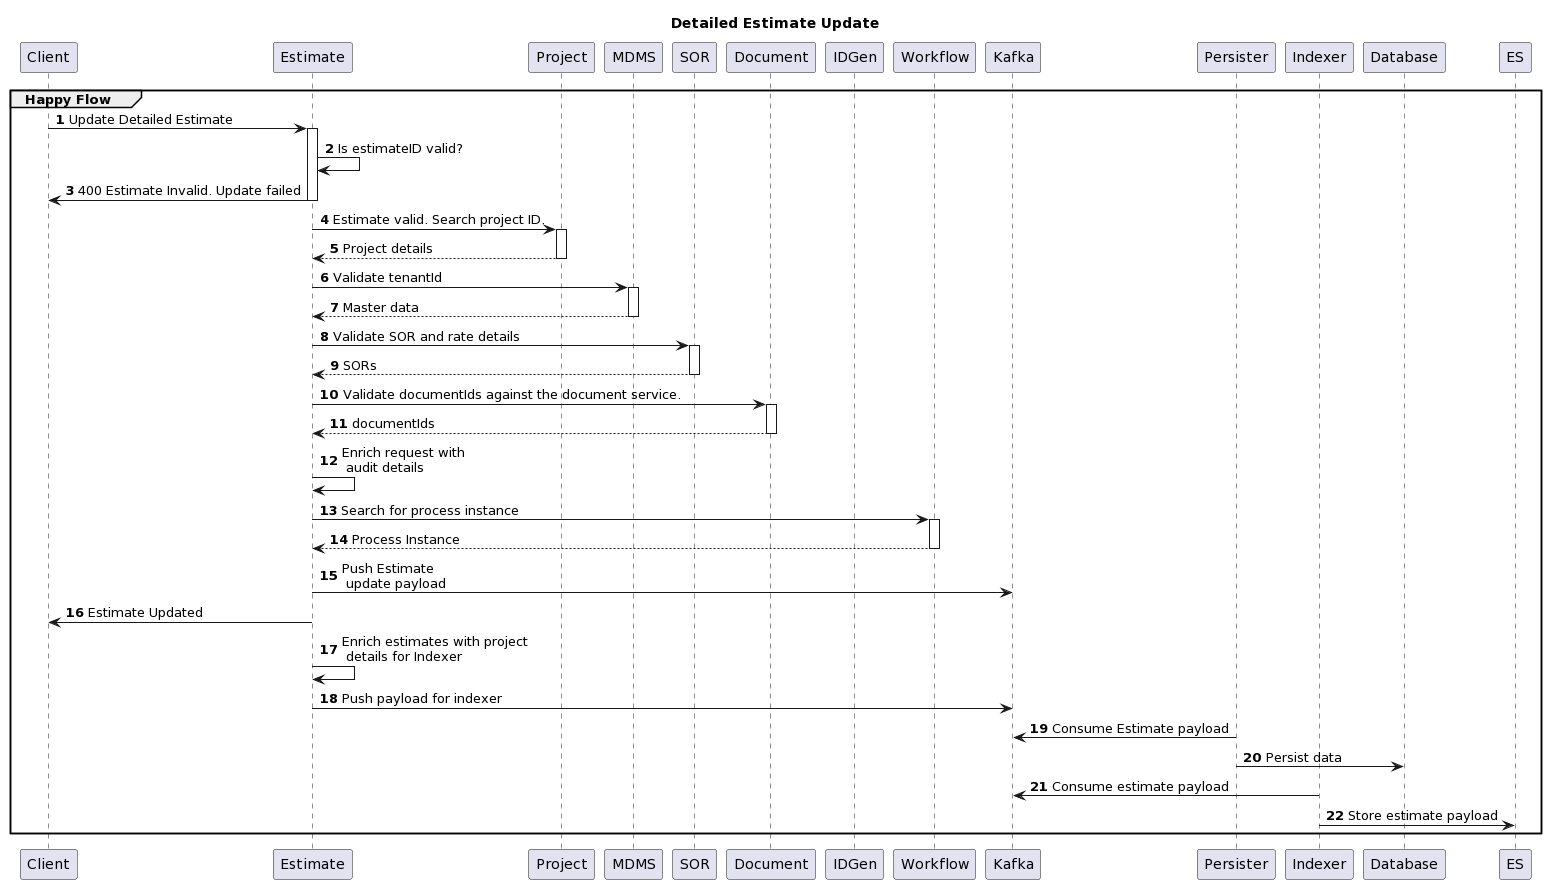 Detailed Estimate Update
Client Estimate Project MDMS SOR Document IDGen Workflow Kafka Persister Indexer Database ES
Happy Flow
1 Update Detailed Estimate
2 Is estimateID valid?
3 400 Estimate Invalid. Update failed
4 Estimate valid. Search project ID.
5 Project details
6 Validate tenantId
7 Master data
8 Validate SOR and rate details
9 SORs
10 Validate documentIds against the document service.
11 documentIds
12 Enrich request with
audit details
13 Search for process instance
14 Process Instance
15 Push Estimate
update payload
16 Estimate Updated
17 Enrich estimates with project
details for Indexer
18 Push payload for indexer
19 Consume Estimate payload
20 Persist data
21 Consume estimate payload
22 Store estimate payload
Client Estimate Project MDMS SOR Document IDGen Workflow Kafka Persister Indexer Database ES